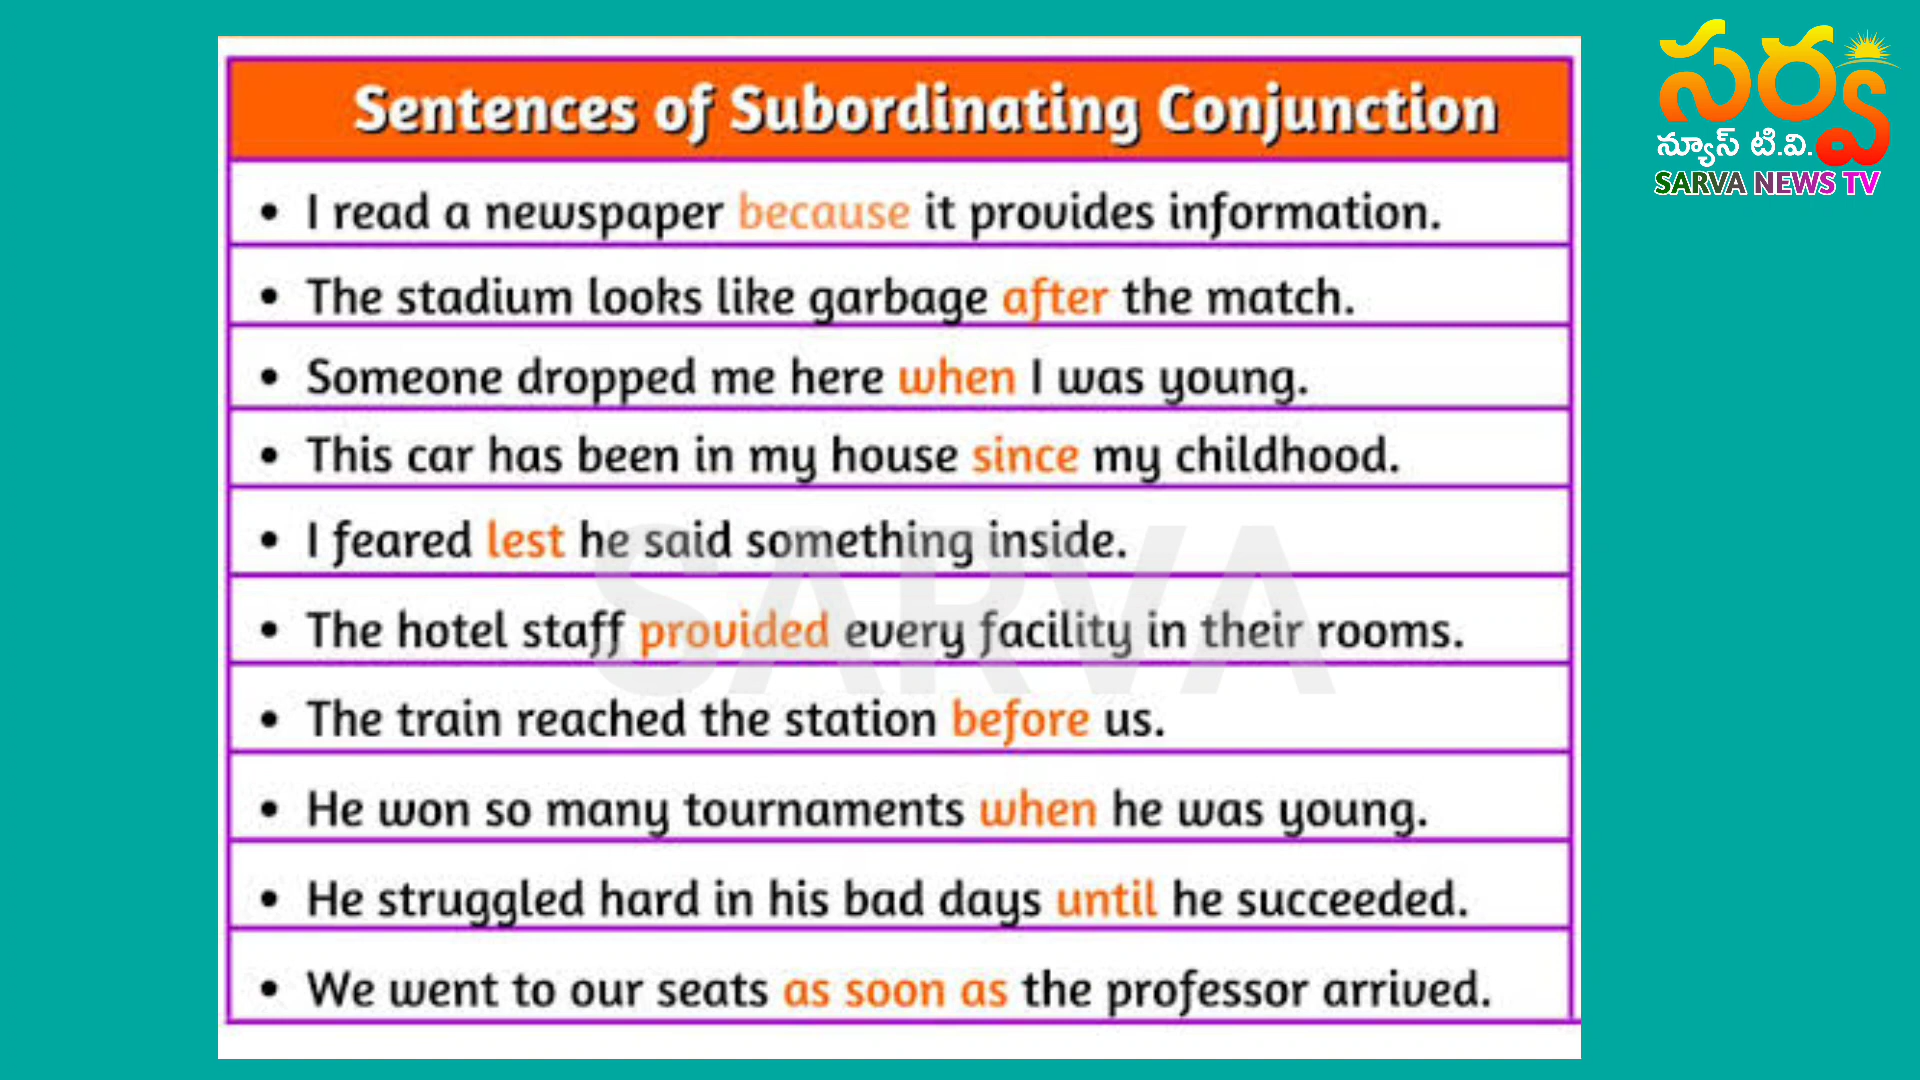 Sentences of Subordinating Conjunction
• I read a newspaper because it provides information.
• The stadium looks like garbage after the match.
• Someone dropped me here when I was young.
• This car has been in my house since my childhood.
• I feared lest he said something inside.
• The hotel staff provided every facility in their rooms.
• The train reached the station before us.
• He won so many tournaments when he was young.
• He struggled hard in his bad days until he succeeded.
• We went to our seats as soon as the professor arrived.
SARVA
సర్వ
న్యూస్ టి.వి.
SARVA NEWS TV